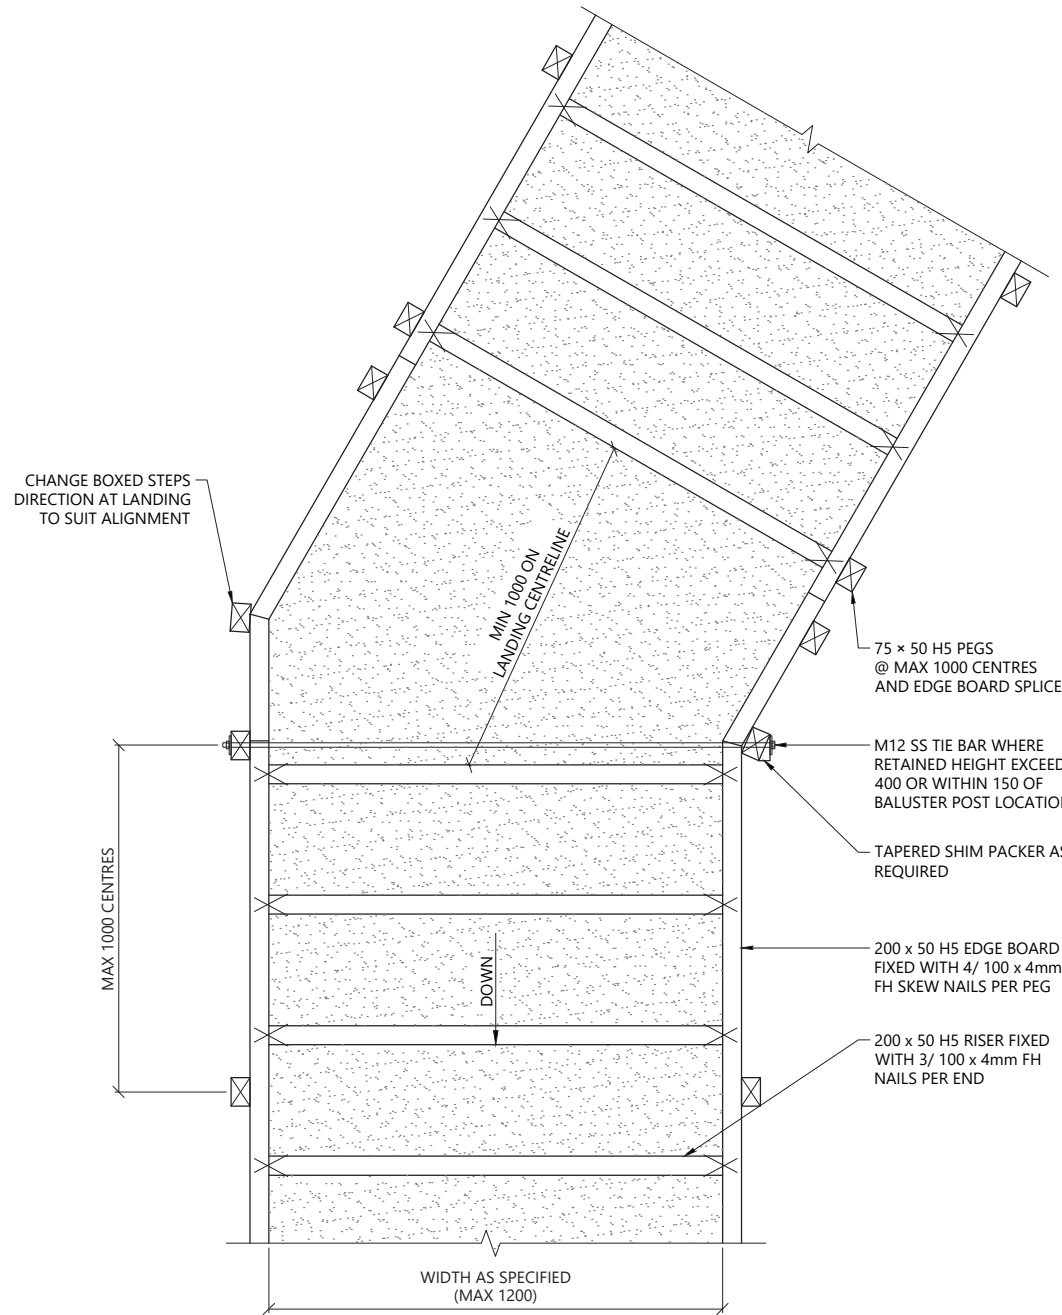 CHANGE BOXED STEPS
DIRECTION AT LANDING
TO SUIT ALIGNMENT
MIN 1000 ON
LANDING CENTRELINE
75 × 50 H5 PEGS
@ MAX 1000 CENTRES
AND EDGE BOARD SPLICE
M12 SS TIE BAR WHERE
RETAINED HEIGHT EXCEED
400 OR WITHIN 150 OF
BALUSTER POST LOCATIO
TAPERED SHIM PACKER AS
REQUIRED
MAX 1000 CENTRES
DOWN
200 x 50 H5 EDGE BOARD
FIXED WITH 4/ 100 x 4mm
FH SKEW NAILS PER PEG
200 x 50 H5 RISER FIXED
WITH 3/ 100 x 4mm FH
NAILS PER END
WIDTH AS SPECIFIED
(MAX 1200)